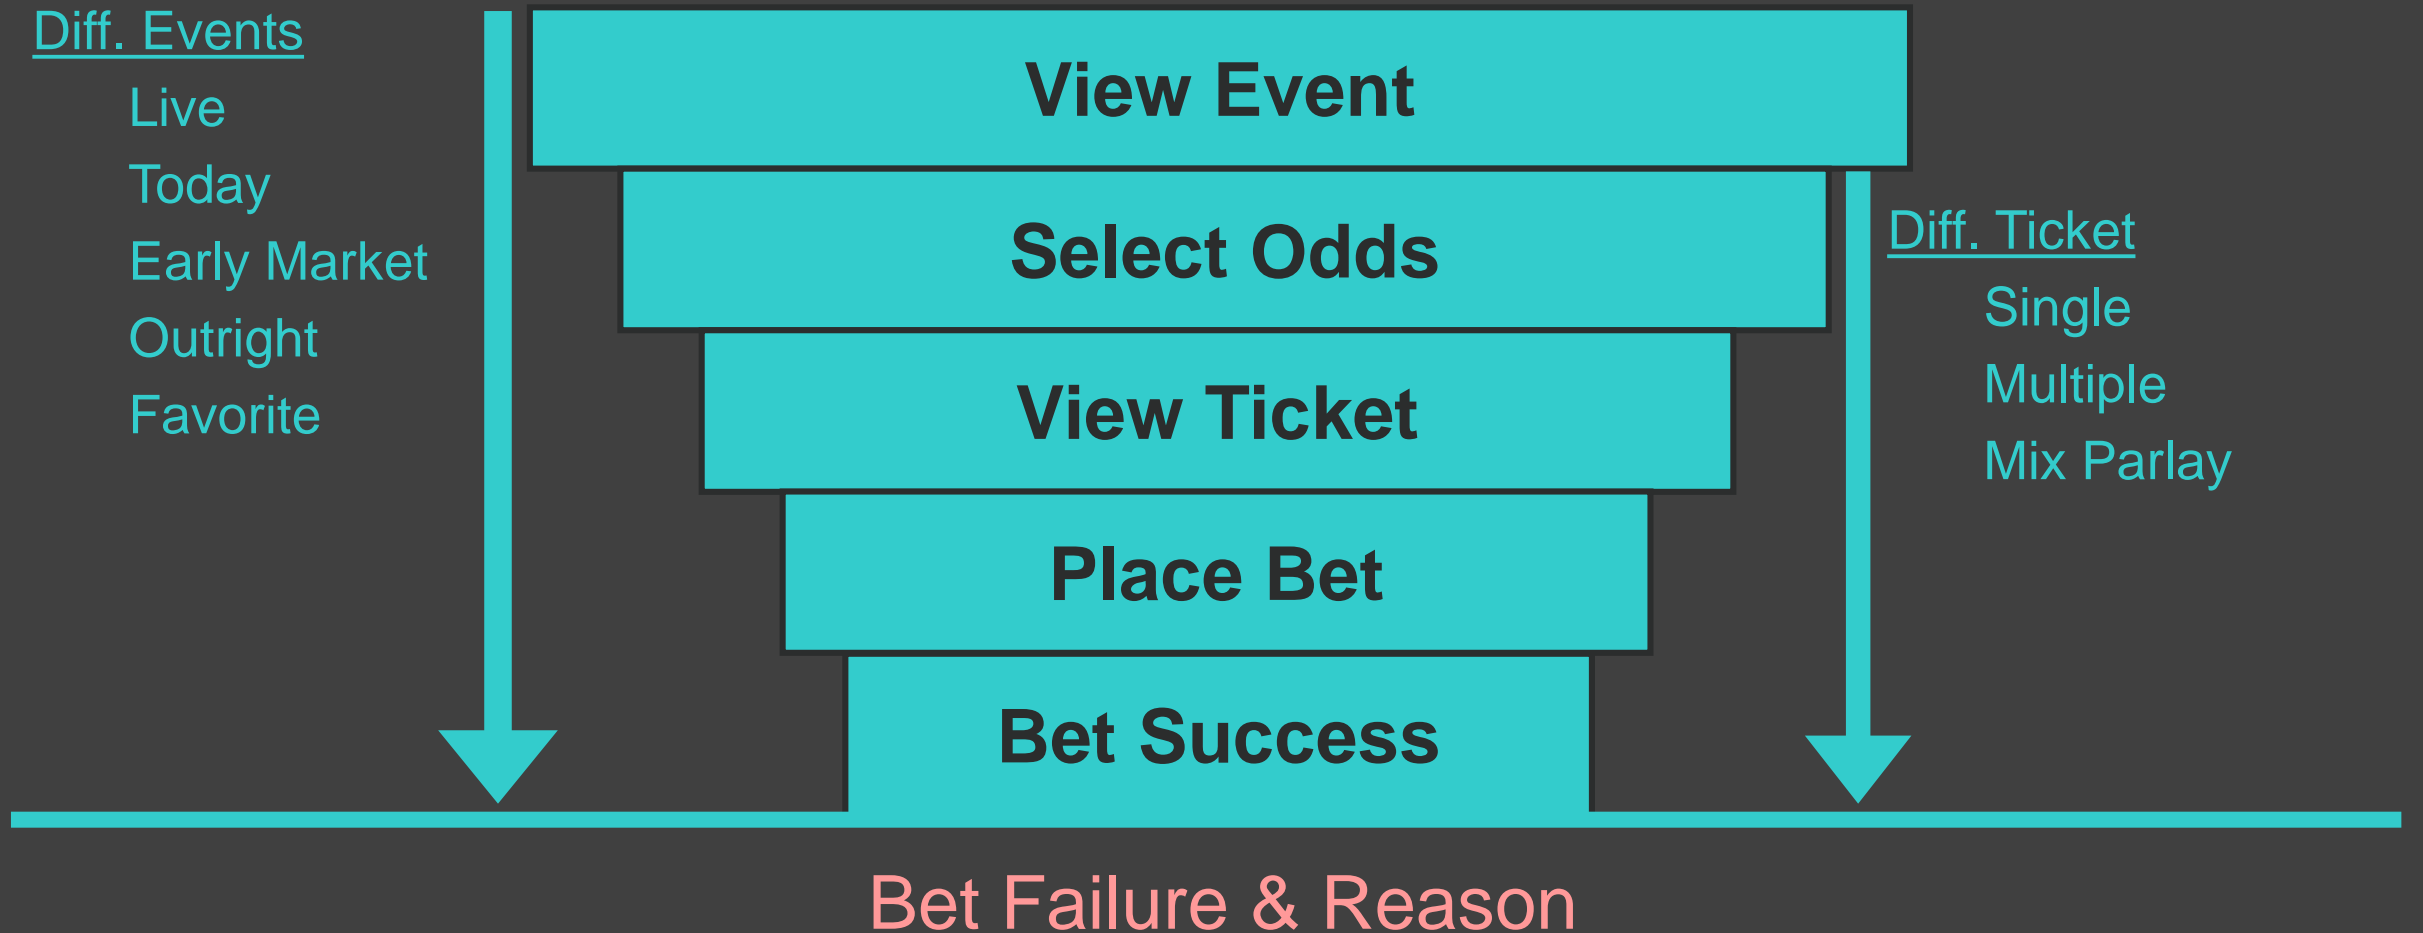 Diff. Events
Live
Today
Early Market
Outright
Favorite
View Event
Select Odds
View Ticket
Place Bet
Bet Success
Diff. Ticket
Single
Multiple
Mix Parlay
Bet Failure & Reason